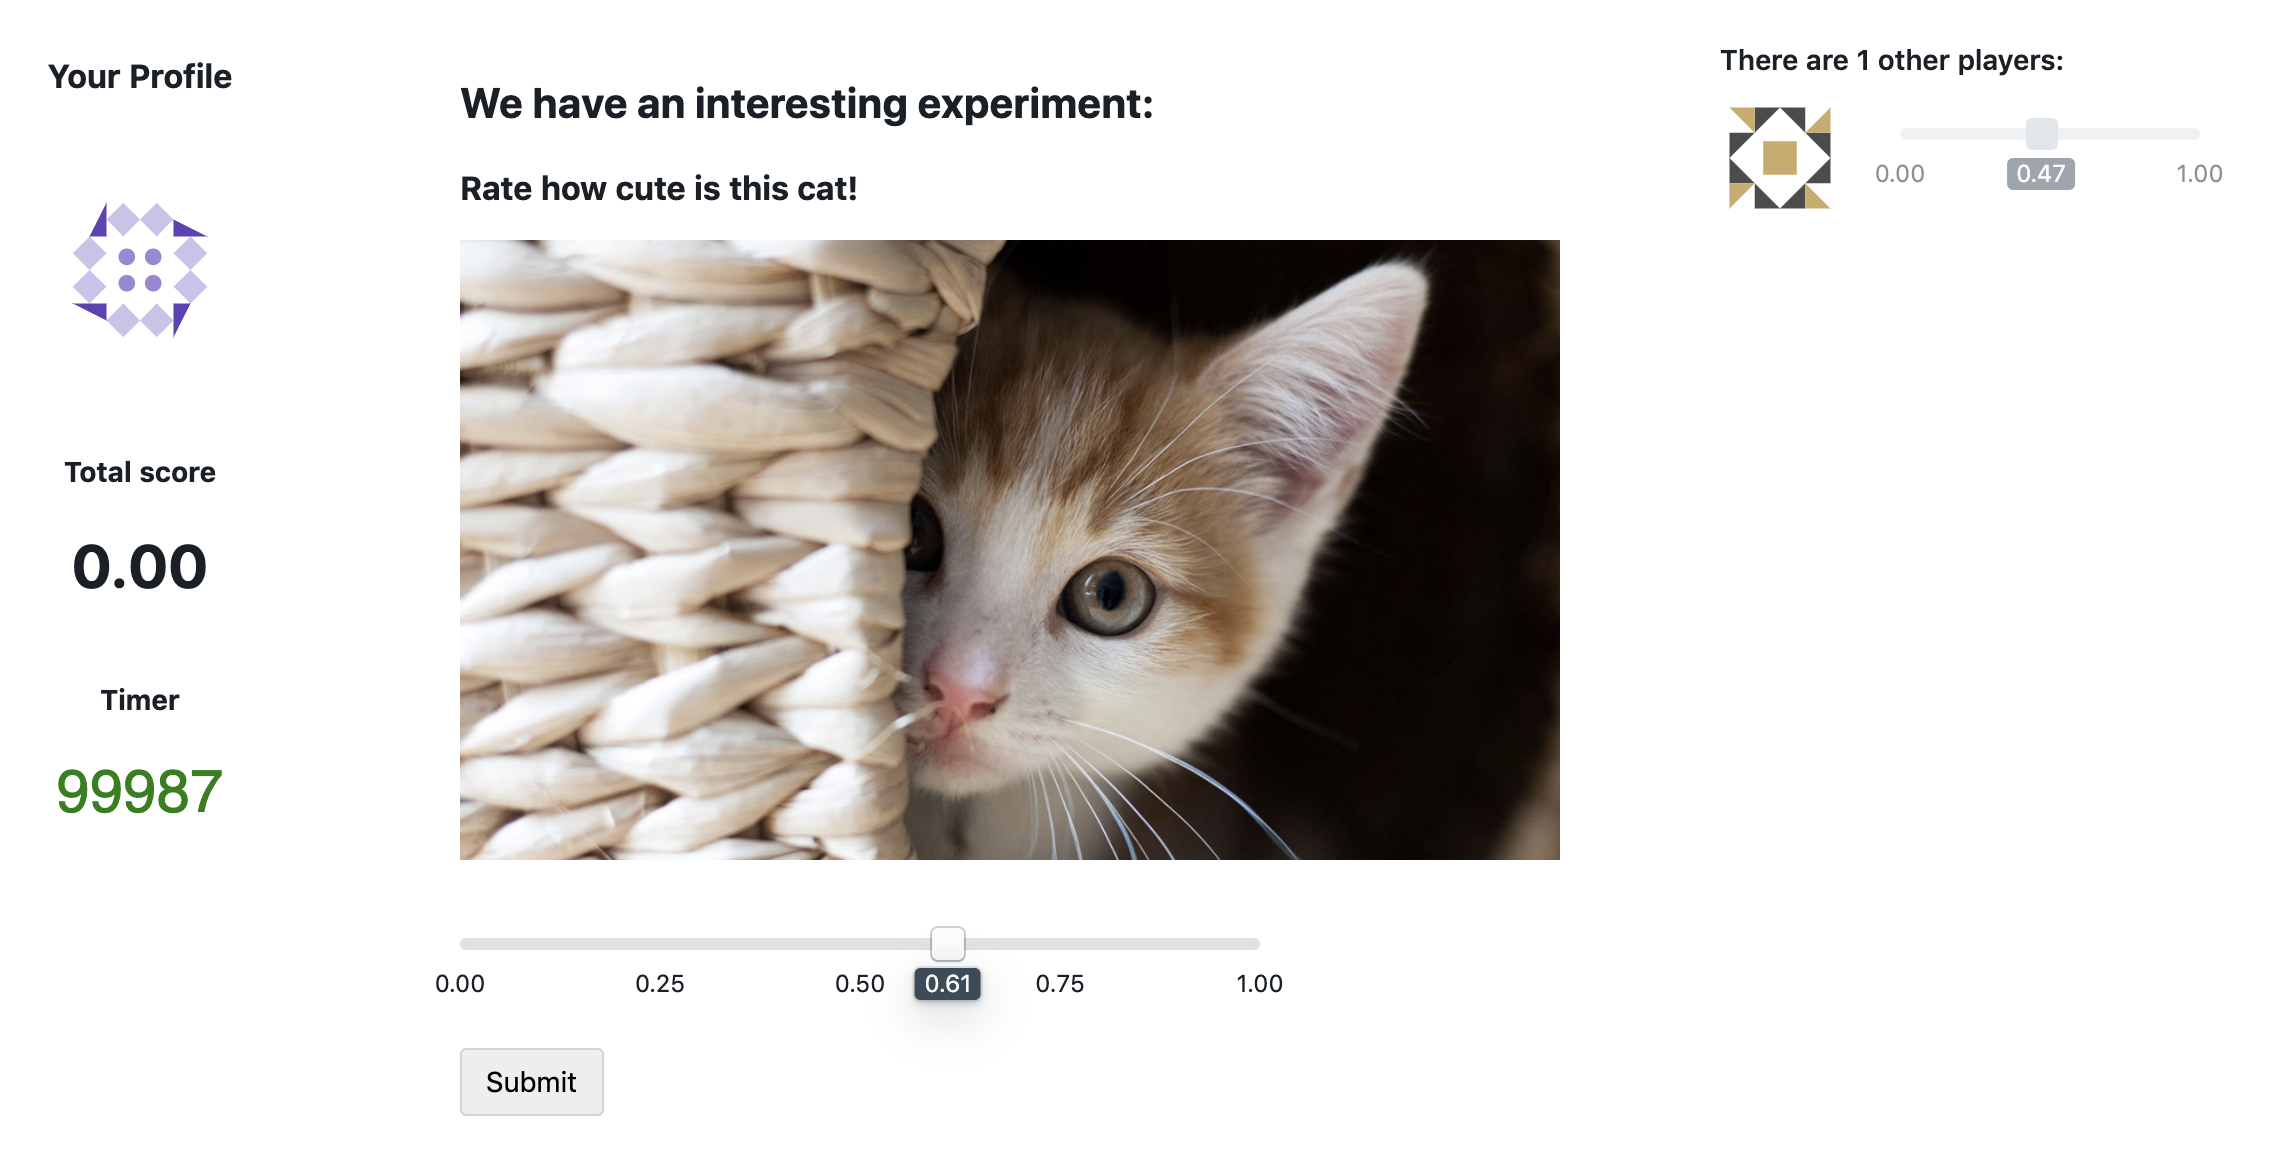 Your Profile
Total score
0.00
Timer
99987
We have an interesting experiment:
Rate how cute is this cat!
0.00 0.25 0.50 0.61 0.75 1.00
Submit
There are 1 other players:
0.00 0.47 1.00